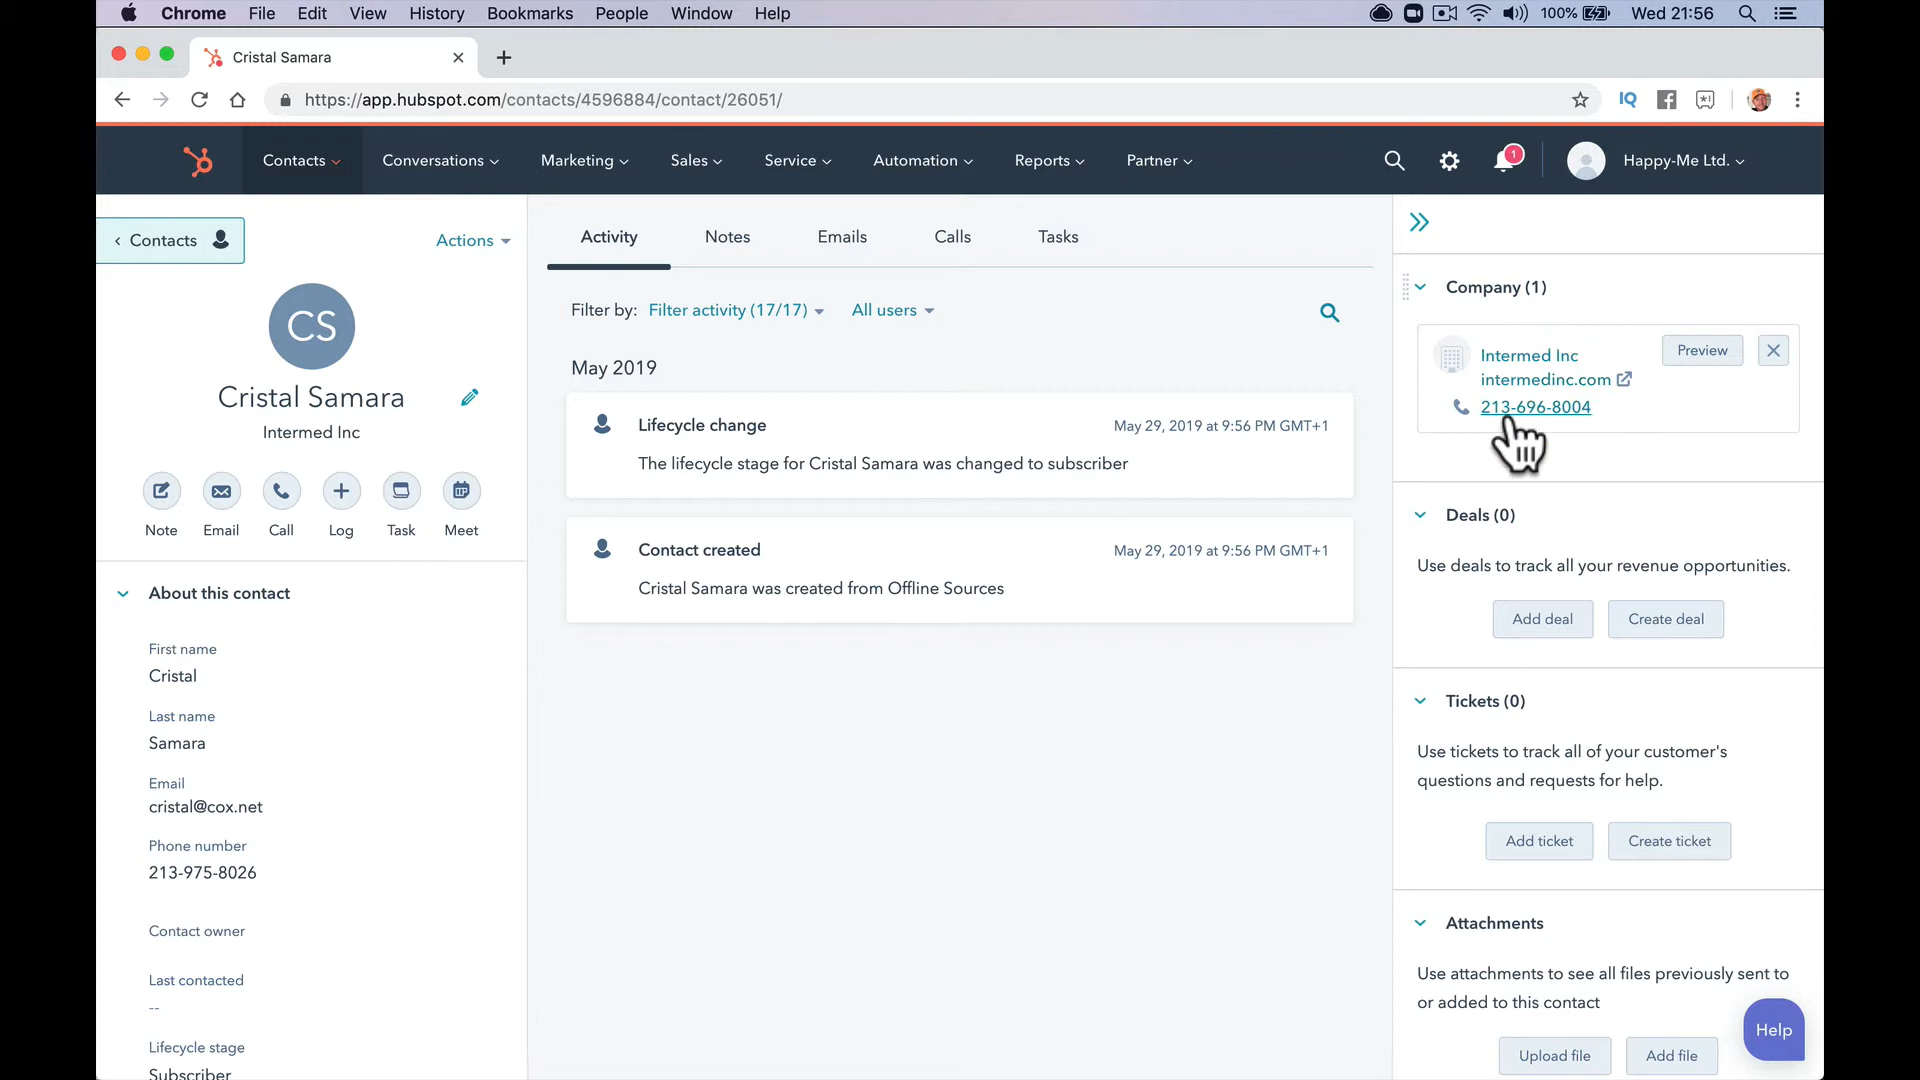 Chrome File Edit View History Bookmarks People Window Help 100% Wed 21:56
Cristal Samara
https://app.hubspot.com/contacts/4596884/contact/26051/
IQ
Contacts Conversations Marketing Sales Service Automation Reports Partner 1 Happy-Me Ltd.
Contacts
Actions
CS
Cristal Samara
Intermed Inc
Note Email Call Log Task Meet
About this contact
First name
Cristal
Last name
Samara
Email
cristal@cox.net
Phone number
213-975-8026
Contact owner
Last contacted
--
Lifecycle stage
Subscriber
Activity Notes Emails Calls Tasks
Filter by: Filter activity (17/17) All users
May 2019
Lifecycle change May 29, 2019 at 9:56 PM GMT+1
The lifecycle stage for Cristal Samara was changed to subscriber
Contact created May 29, 2019 at 9:56 PM GMT+1
Cristal Samara was created from Offline Sources
Company (1)
Intermed Inc
Preview
intermedinc.com
213-696-8004
Deals (0)
Use deals to track all your revenue opportunities.
Add deal Create deal
Tickets (0)
Use tickets to track all of your customer's
questions and requests for help.
Add ticket Create ticket
Attachments
Use attachments to see all files previously sent to
or added to this contact
Upload file Add file
Help